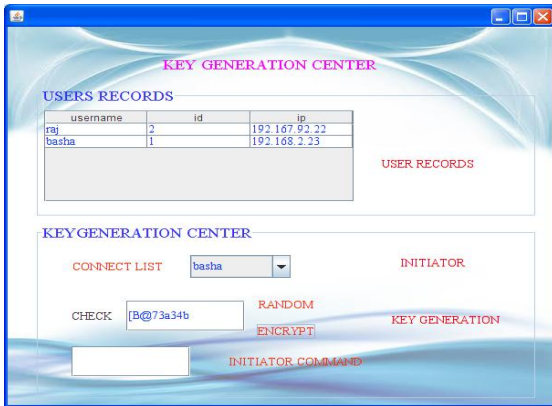 KEY GENERATION CENTER
USERS RECORDS
username id ip
raj 2 192.167.92.22
basha 1 192.168.2.23
USER RECORDS
KEYGENERATION CENTER
CONNECT LIST basha INITIATOR
RANDOM
CHECK [B@73a34b KEY GENERATION
ENCRYPT
INITIATOR COMMAND